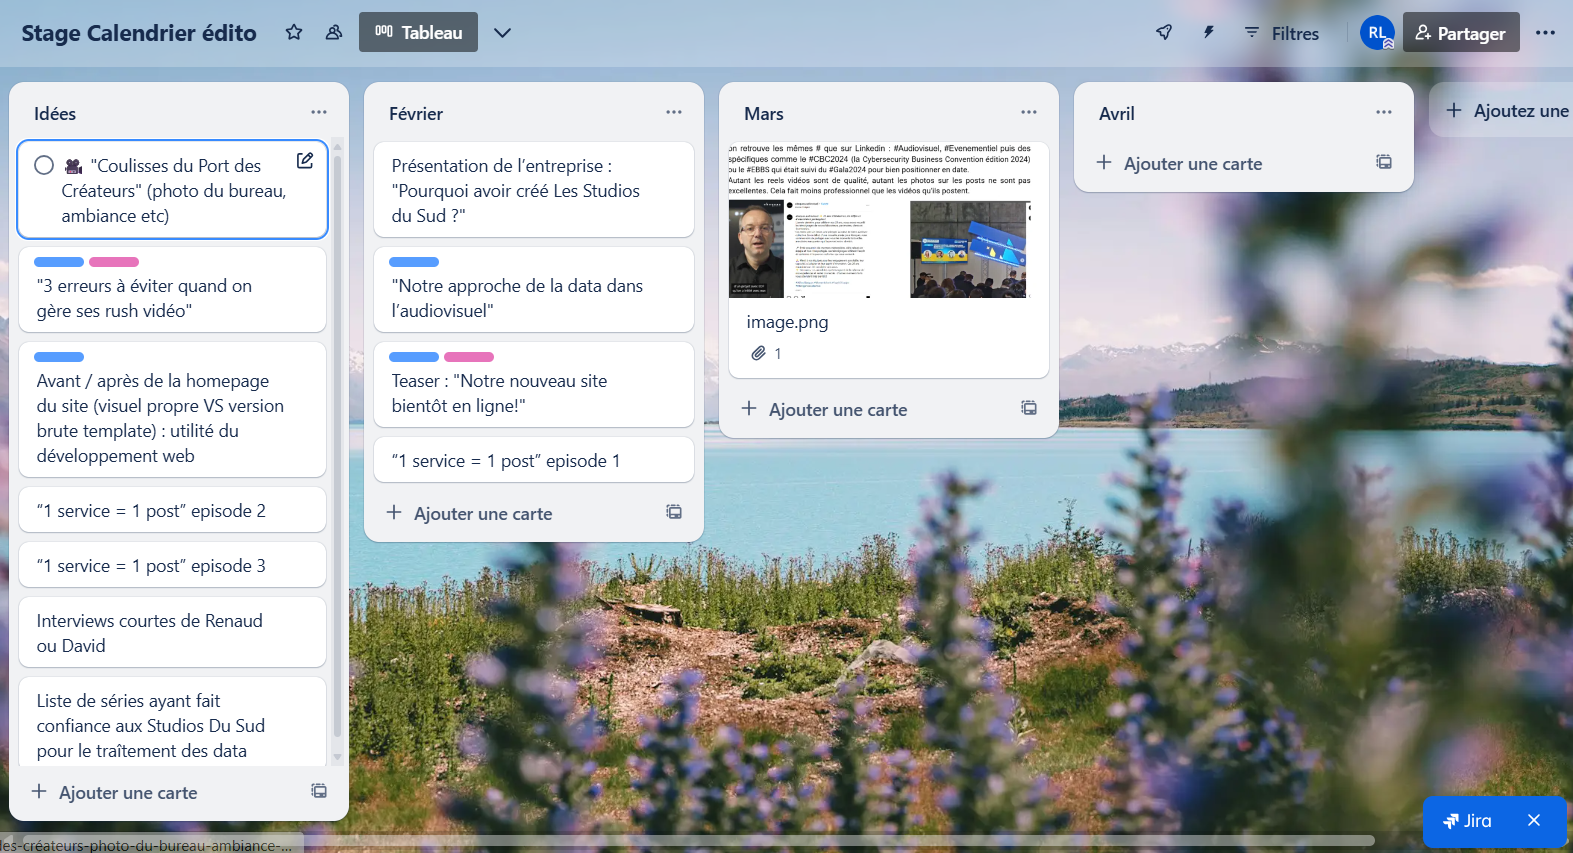 Stage Calendrier édito
Tableau
Filtres
RL
Partager
Idées
"Coulisses du Port des
Créateurs" (photo du bureau,
ambiance etc)
"3 erreurs à éviter quand on
gère ses rush vidéo"
Avant / après de la homepage
du site (visuel propre VS version
brute template) : utilité du
développement web
“1 service = 1 post” episode 2
“1 service = 1 post” episode 3
Interviews courtes de Renaud
ou David
Liste de séries ayant fait
confiance aux Studios Du Sud
pour le traîtement des data
Ajouter une carte
Février
Présentation de l’entreprise :
"Pourquoi avoir créé Les Studios
du Sud ?"
"Notre approche de la data dans
l’audiovisuel"
Teaser : "Notre nouveau site
bientôt en ligne!"
“1 service = 1 post” episode 1
Ajouter une carte
Mars
on retrouve les mêmes # que sur Linkedin : #Audiovisuel, #Evenementiel puis des
spécifiques comme le #CBC2024 (la Cybersecurity Business Convention édition 2024)
ou le #EBBS qui était suivi du #Gala2024 pour bien positionner en date.
Autant les reels vidéos sont de qualité, autant les photos sur les posts ne sont pas
excellentes. Cela fait moins professionnel que les vidéos qu'ils postent.
image.png
1
Ajouter une carte
Avril
Ajouter une carte
Ajoutez une
Jira
des-créateurs-photo-du-bureau-ambiance-...